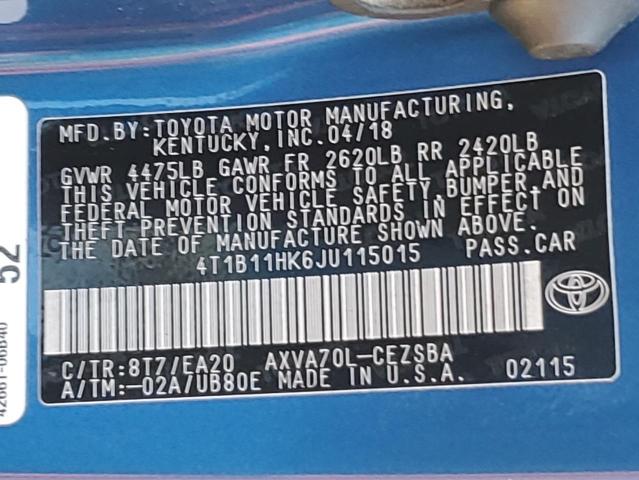 MFD.BY:TOYOTA MOTOR MANUFACTURING,
KENTUCKY, INC. 04/18
GVWR 4475LB GAWR FR 2620LB RR 2420LB
THIS VEHICLE CONFORMS TO ALL APPLICABLE
FEDERAL MOTOR VEHICLE SAFETY, BUMPER, AND
THEFT PREVENTION STANDARDS IN EFFECT ON
THE DATE OF MANUFACTURE SHOWN ABOVE.
4T1B11HK6JU115015 PASS.CAR
C/TR:8T7/EA20 AXVA70L-CEZSBA
A/TM:-02A/UB80E MADE IN U.S.A. 02115
52